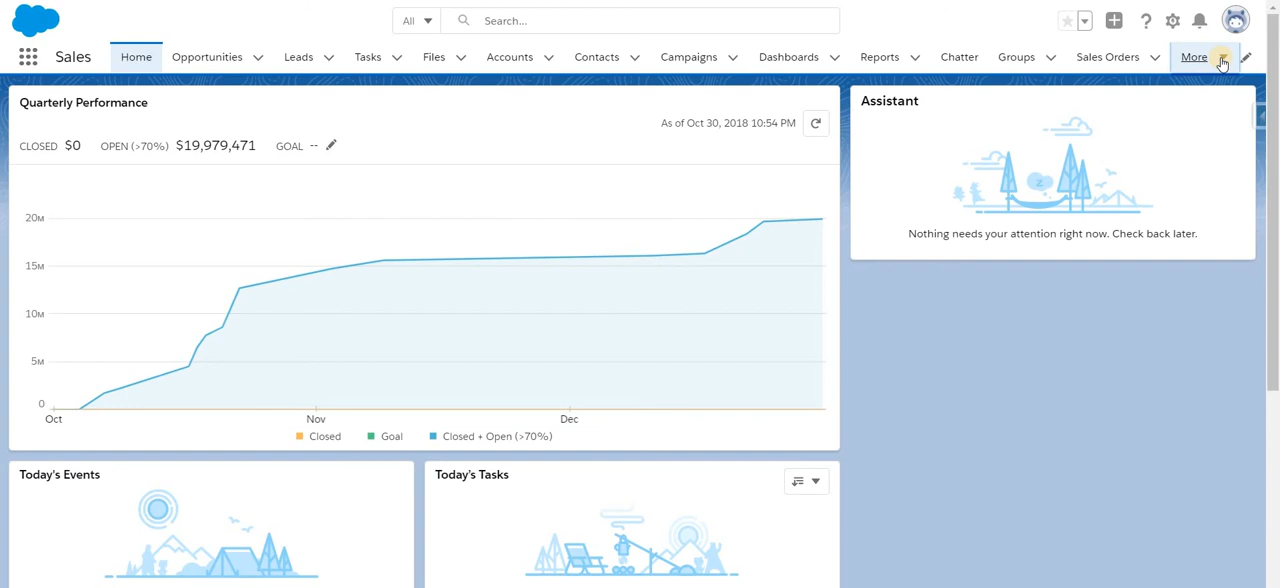 All
Search...
Sales
Home
Opportunities
Leads
Tasks
Files
Accounts
Contacts
Campaigns
Dashboards
Reports
Chatter
Groups
Sales Orders
More
Quarterly Performance
As of Oct 30, 2018 10:54 PM
CLOSED $0 OPEN (>70%) $19,979,471 GOAL --
20M
15M
10M
5M
0
Oct Nov Dec
Closed Goal Closed + Open (>70%)
Assistant
z
Nothing needs your attention right now. Check back later.
Today's Events
Today's Tasks